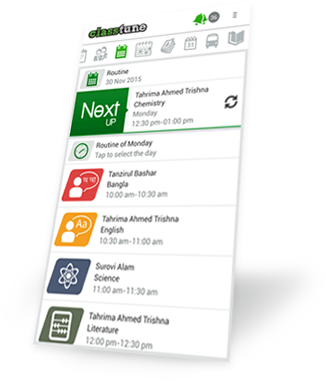 classtune
36
Routine
30 Nov 2015
Next
UP
Tahrima Ahmed Trishna
Chemistry
Monday
12:30 pm-01:00 pm
Routine of Monday
Tap to select the day
Tanzirul Bashar
Bangla
10:00 am-10:30 am
Aa
Tahrima Ahmed Trishna
English
10:30 am-11:00 am
Surovi Alam
Science
11:00 am-11:30 am
Tahrima Ahmed Trishna
Literature
12:00 pm-12:30 pm